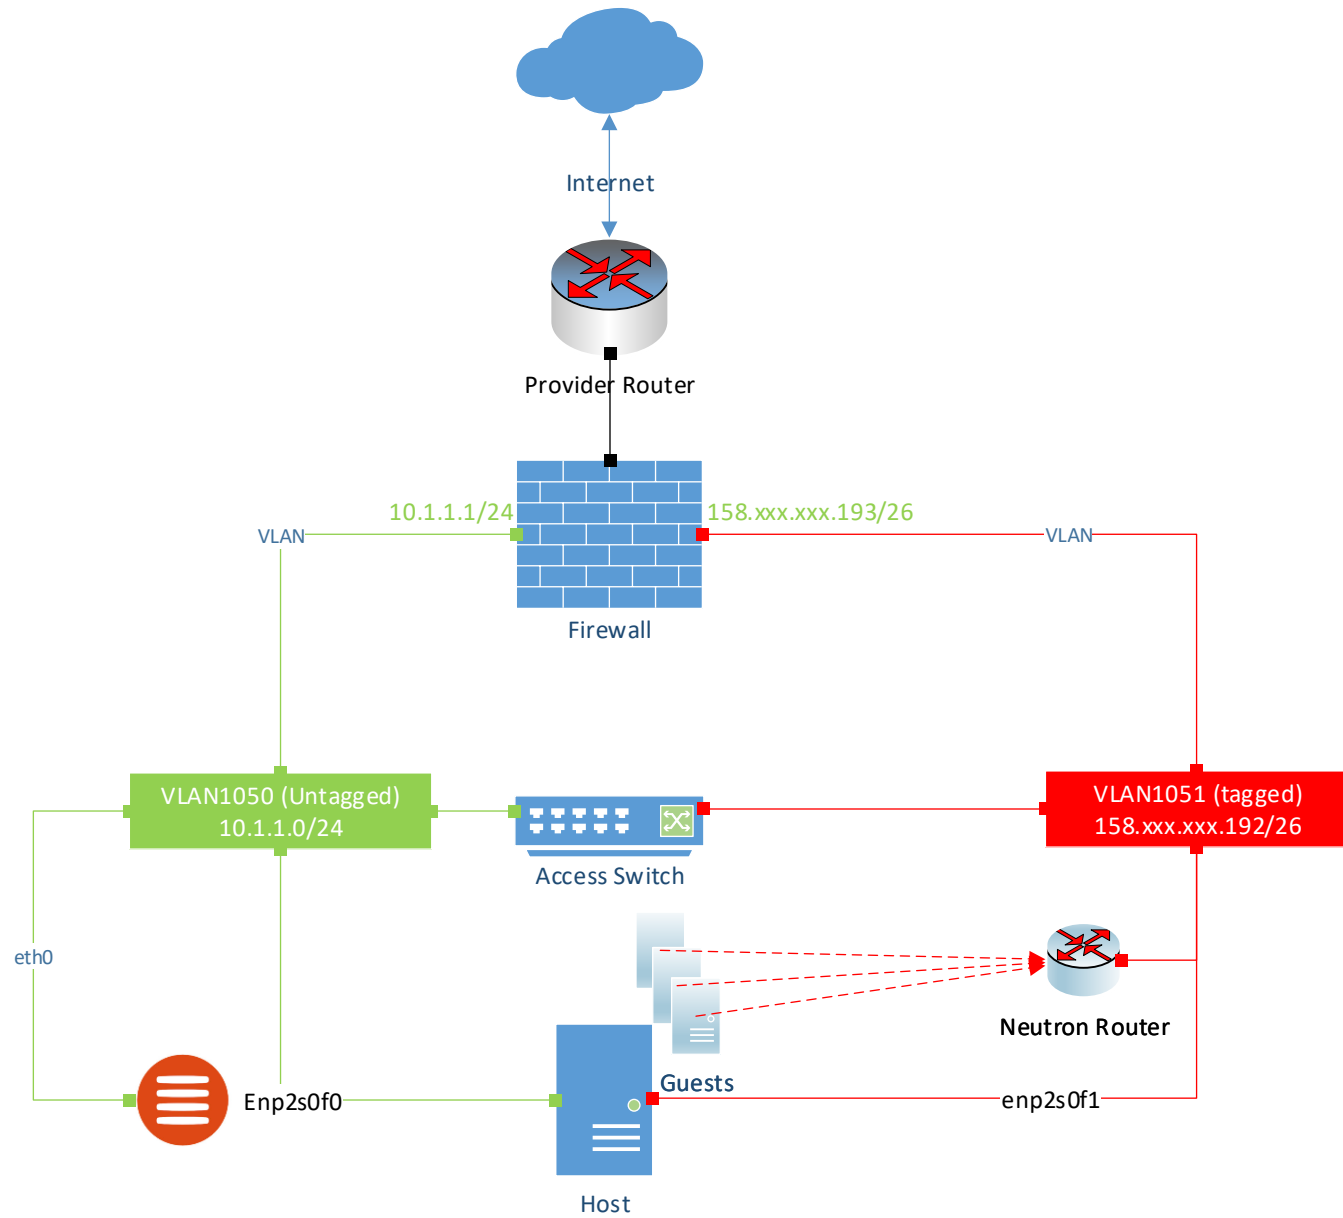 Internet
Provider Router
10.1.1.1/24
158.xxx.xxx.193/26
VLAN
VLAN
Firewall
VLAN1050 (Untagged)
10.1.1.0/24
VLAN1051 (tagged)
158.xxx.xxx.192/26
Access Switch
eth0
Neutron Router
Guests
Enp2s0f0
enp2s0f1
Host